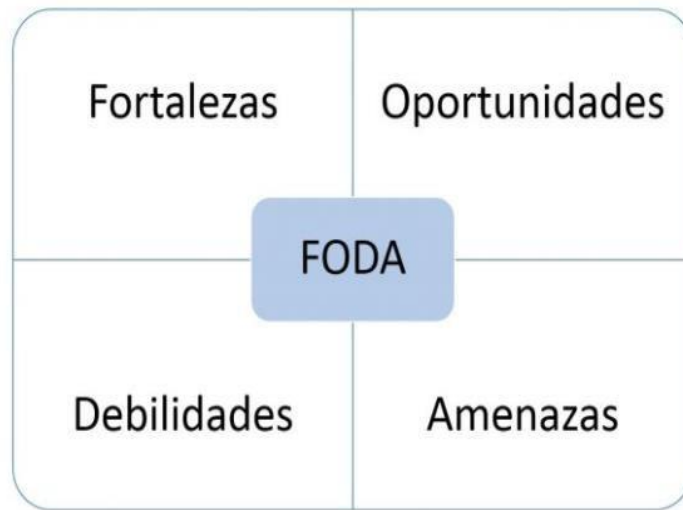 Fortalezas
Oportunidades
FODA
Debilidades
Amenazas